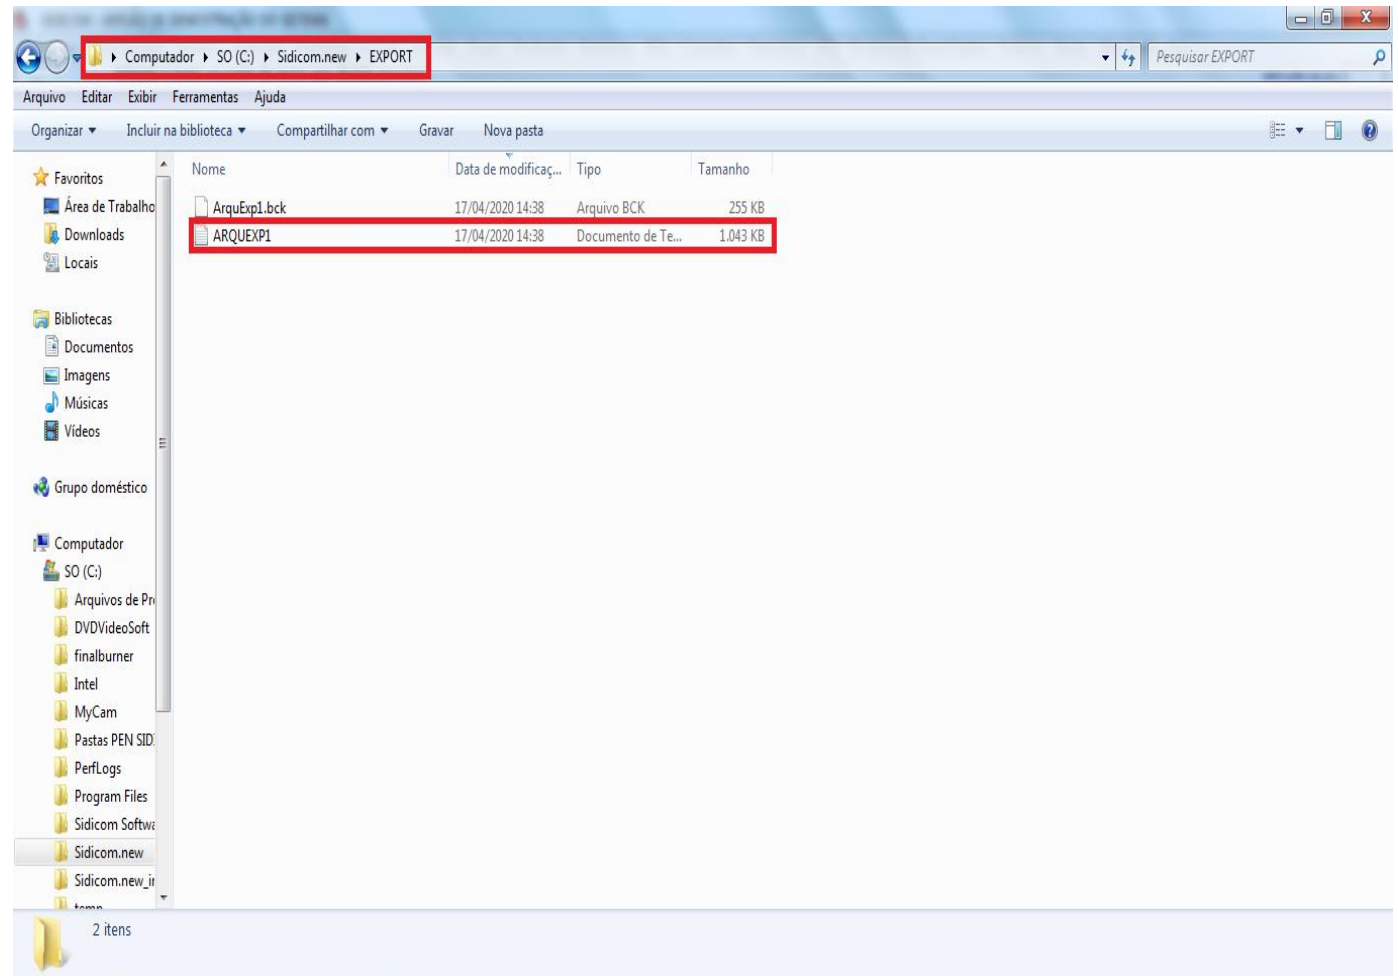 Computador ▸ SO (C:) ▸ Sidicom.new ▸ EXPORT
Pesquisar EXPORT
Arquivo Editar Exibir Ferramentas Ajuda
Organizar Incluir na biblioteca Compartilhar com Gravar Nova pasta
Nome Data de modificaç... Tipo Tamanho
ArquExp1.bck 17/04/2020 14:38 Arquivo BCK 255 KB
ARQUEXP1 17/04/2020 14:38 Documento de Te... 1.043 KB
Favoritos
Área de Trabalho
Downloads
Locais
Bibliotecas
Documentos
Imagens
Músicas
Vídeos
Grupo doméstico
Computador
SO (C:)
Arquivos de Pr
DVDVideoSoft
finalburner
Intel
MyCam
Pastas PEN SID
PerfLogs
Program Files
Sidicom Softwa
Sidicom.new
Sidicom.new_ir
2 itens